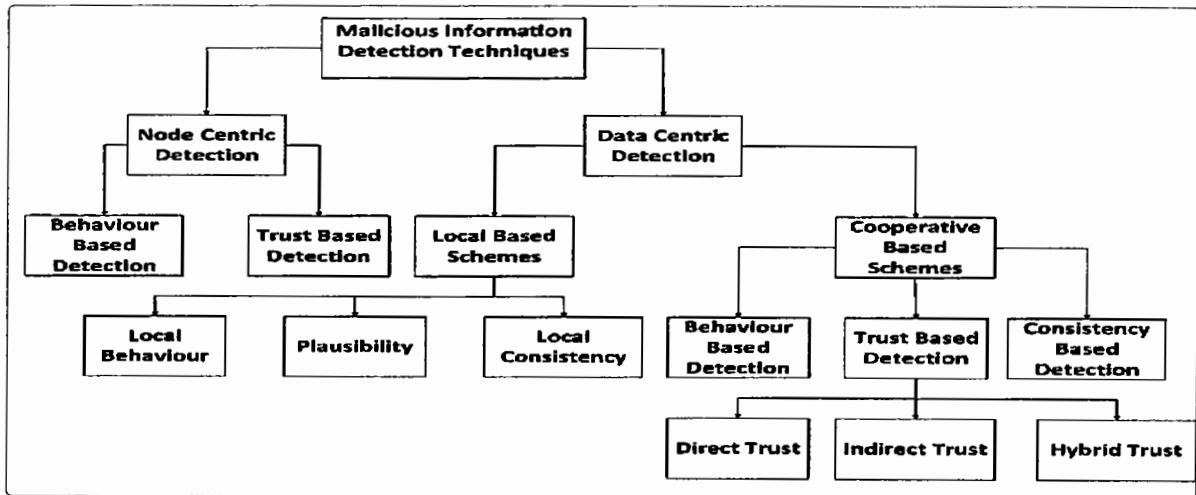 Malicious Information
Detection Techniques
Node Centric
Detection
Data Centric
Detection
Behaviour
Based
Detection
Trust Based
Detection
Local Based
Schemes
Cooperative
Based
Schemes
Local
Behaviour
Plausibility
Local
Consistency
Behaviour
Based
Detection
Trust Based
Detection
Consistency
Based
Detection
Direct Trust
Indirect Trust
Hybrid Trust